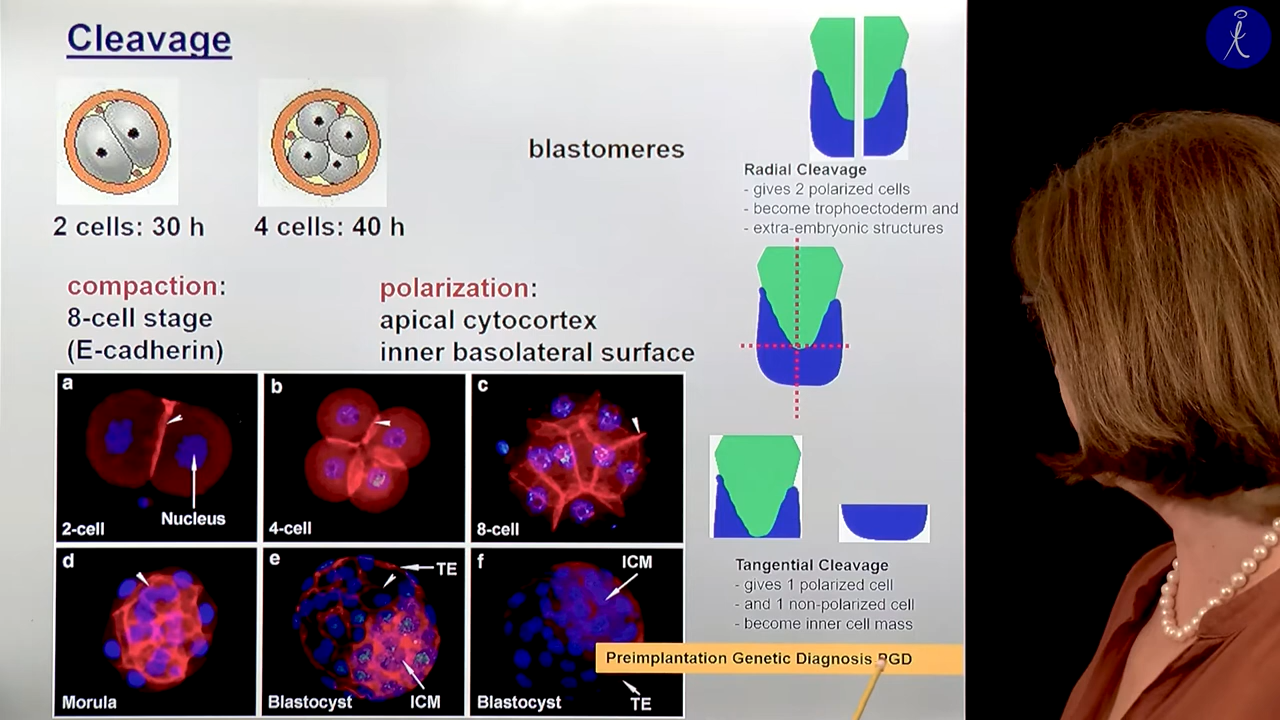 Cleavage
2 cells: 30 h
4 cells: 40 h
blastomeres
compaction:
8-cell stage
(E-cadherin)
polarization:
apical cytocortex
inner basolateral surface
Radial Cleavage
- gives 2 polarized cells
- become trophoectoderm and
- extra-embryonic structures
a
Nucleus
2-cell
b
4-cell
c
8-cell
d
Morula
e
TE
ICM
Blastocyst
f
ICM
TE
Blastocyst
Tangential Cleavage
- gives 1 polarized cell
- and 1 non-polarized cell
- become inner cell mass
Preimplantation Genetic Diagnosis PGD